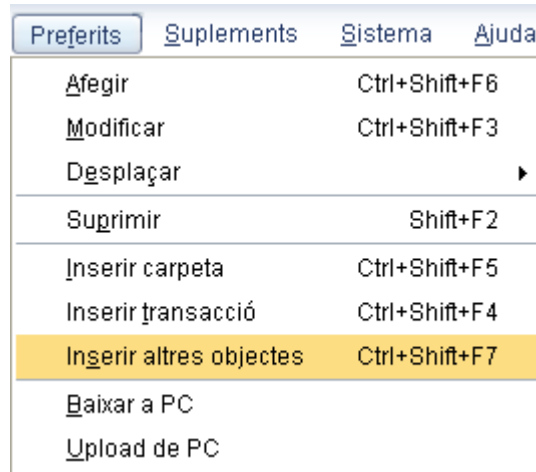 Preferits Suplements Sistema Ajuda
Afegir Ctrl+Shift+F6
Modificar Ctrl+Shift+F3
Desplaçar
Suprimir Shift+F2
Inserir carpeta Ctrl+Shift+F5
Inserir transacció Ctrl+Shift+F4
Inserir altres objectes Ctrl+Shift+F7
Baixar a PC
Upload de PC